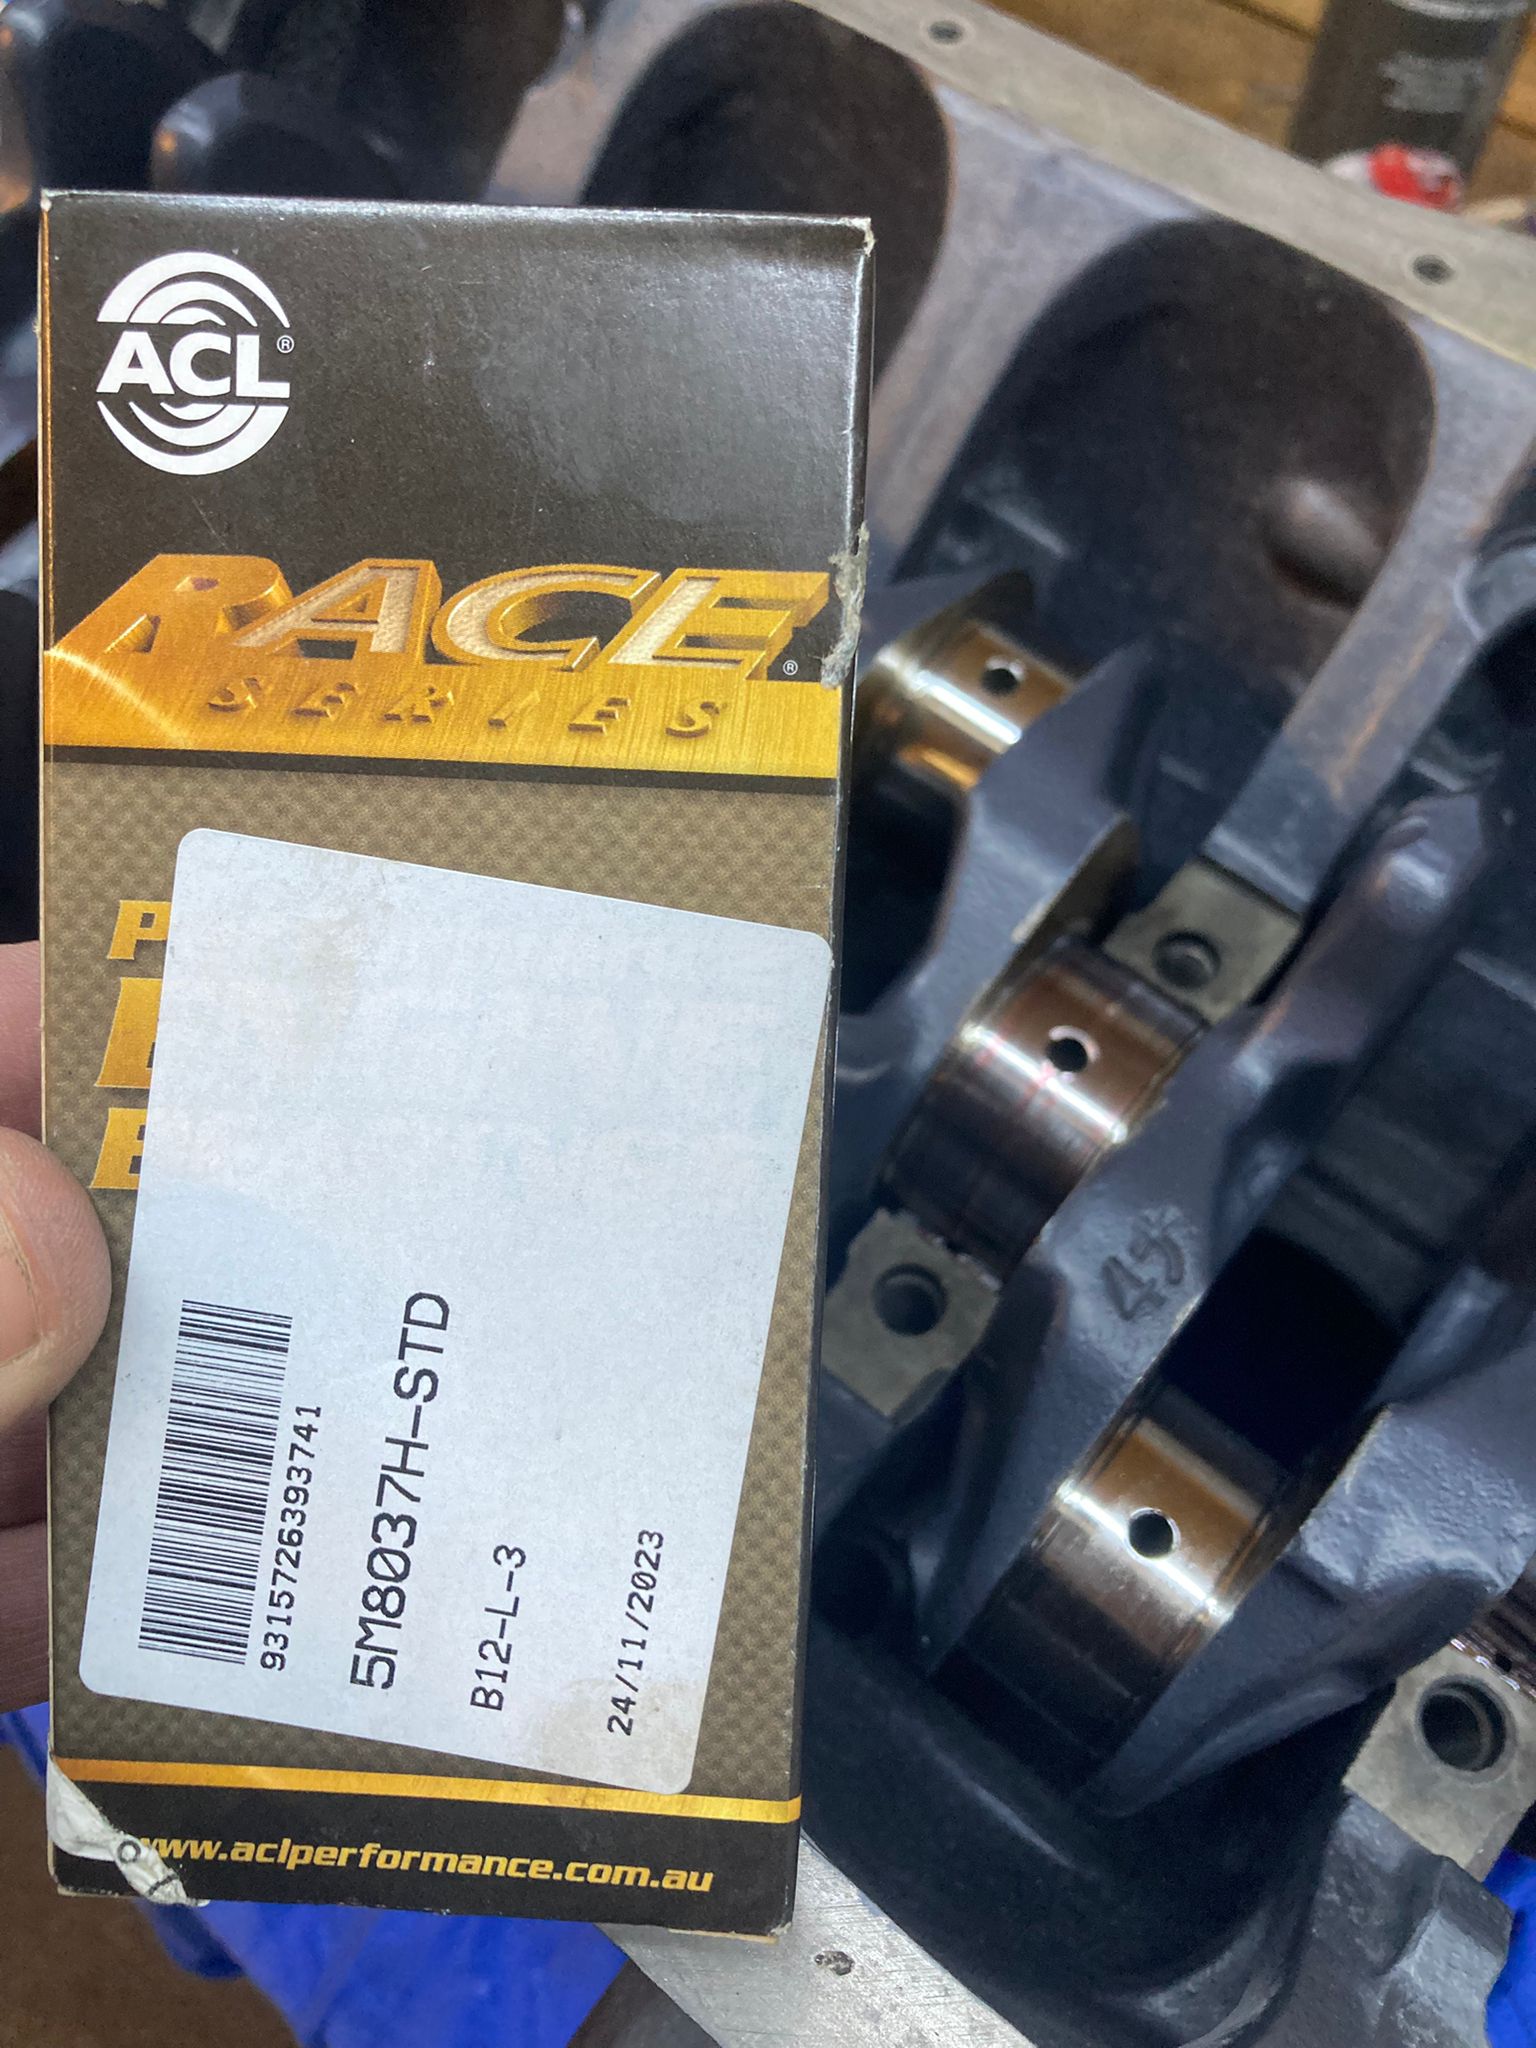 ACL®
RACE®
SERIES
P
E
9315726393741
5M8037H-STD
B12-L-3
24/11/2023
www.aclperformance.com.au